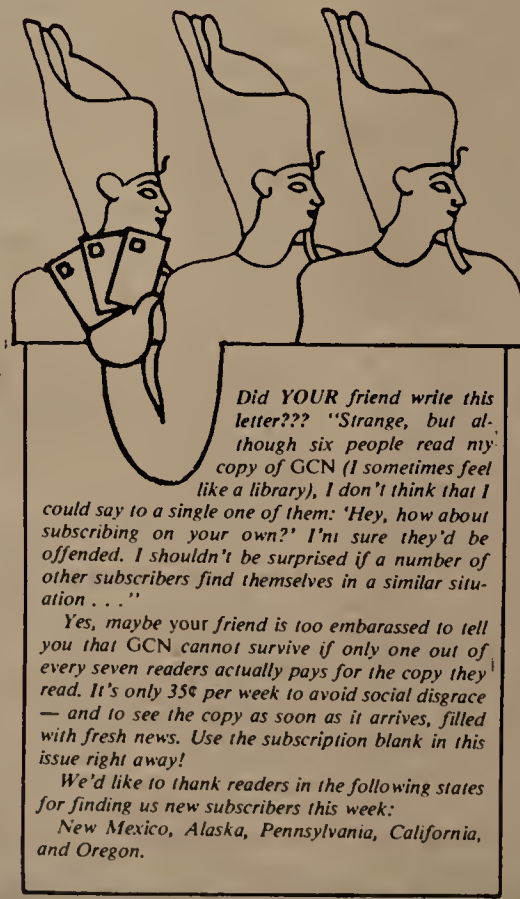 Did YOUR friend write this
letter??? "Strange, but al-
though six people read my
copy of GCN (I sometimes feel
like a library), I don't think that I
could say to a single one of them: 'Hey, how about
subscribing on your own?' I'm sure they'd be
offended. I shouldn't be surprised if a number of
other subscribers find themselves in a similar situ-
ation . . ."
Yes, maybe your friend is too embarassed to tell
you that GCN cannot survive if only one out of
every seven readers actually pays for the copy they
read. It's only 35¢ per week to avoid social disgrace
— and to see the copy as soon as it arrives, filled
with fresh news. Use the subscription blank in this
issue right away!
We'd like to thank readers in the following states
for finding us new subscribers this week:
New Mexico, Alaska, Pennsylvania, California,
and Oregon.